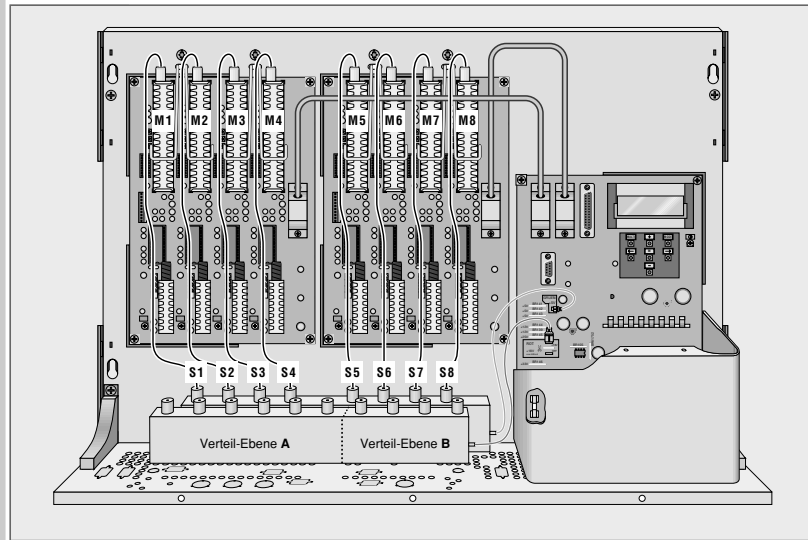 M1 M2 M3 M4 M5 M6 M7 M8
S1 S2 S3 S4 S5 S6 S7 S8
Verteil-Ebene A Verteil-Ebene B